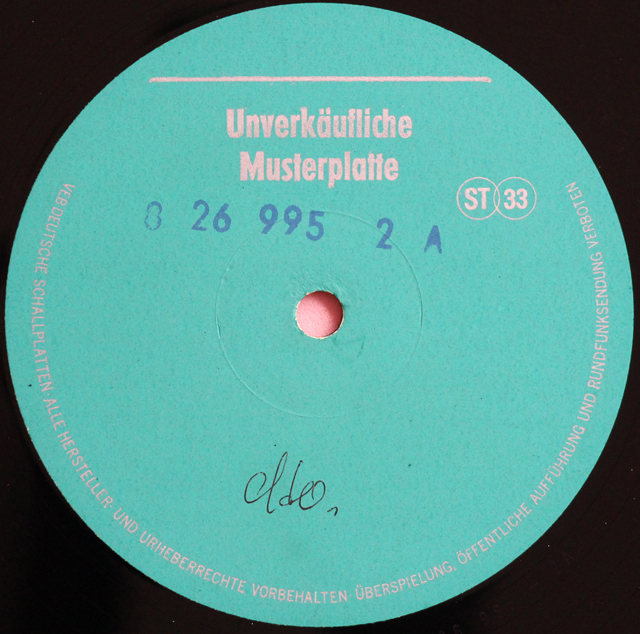 Unverkäufliche
Musterplatte
ST 33
8 26 995 2 A
VEB DEUTSCHE SCHALLPLATTEN · ALLE HERSTELLER- UND URHEBERRECHTE VORBEHALTEN · ÜBERSPIELUNG, ÖFFENTLICHE AUFFÜHRUNG UND RUNDFUNKSENDUNG VERBOTEN